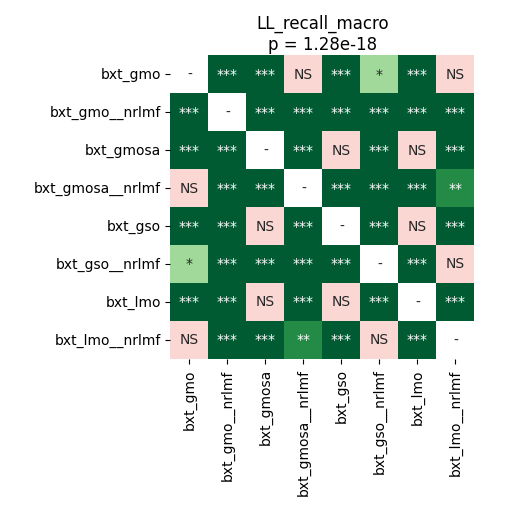 LL_recall_macro
p = 1.28e-18
bxt_gmo - *** *** NS *** * *** NS
bxt_gmo__nrlmf *** - *** *** *** *** *** ***
bxt_gmosa *** *** - *** NS *** NS ***
bxt_gmosa__nrlmf NS *** *** - *** *** *** **
bxt_gso *** *** NS *** - *** NS ***
bxt_gso__nrlmf * *** *** *** *** - *** NS
bxt_lmo *** *** NS *** NS *** - ***
bxt_lmo__nrlmf NS *** *** ** *** NS *** -
bxt_gmo
bxt_gmo__nrlmf
bxt_gmosa
bxt_gmosa__nrlmf
bxt_gso
bxt_gso__nrlmf
bxt_lmo
bxt_lmo__nrlmf